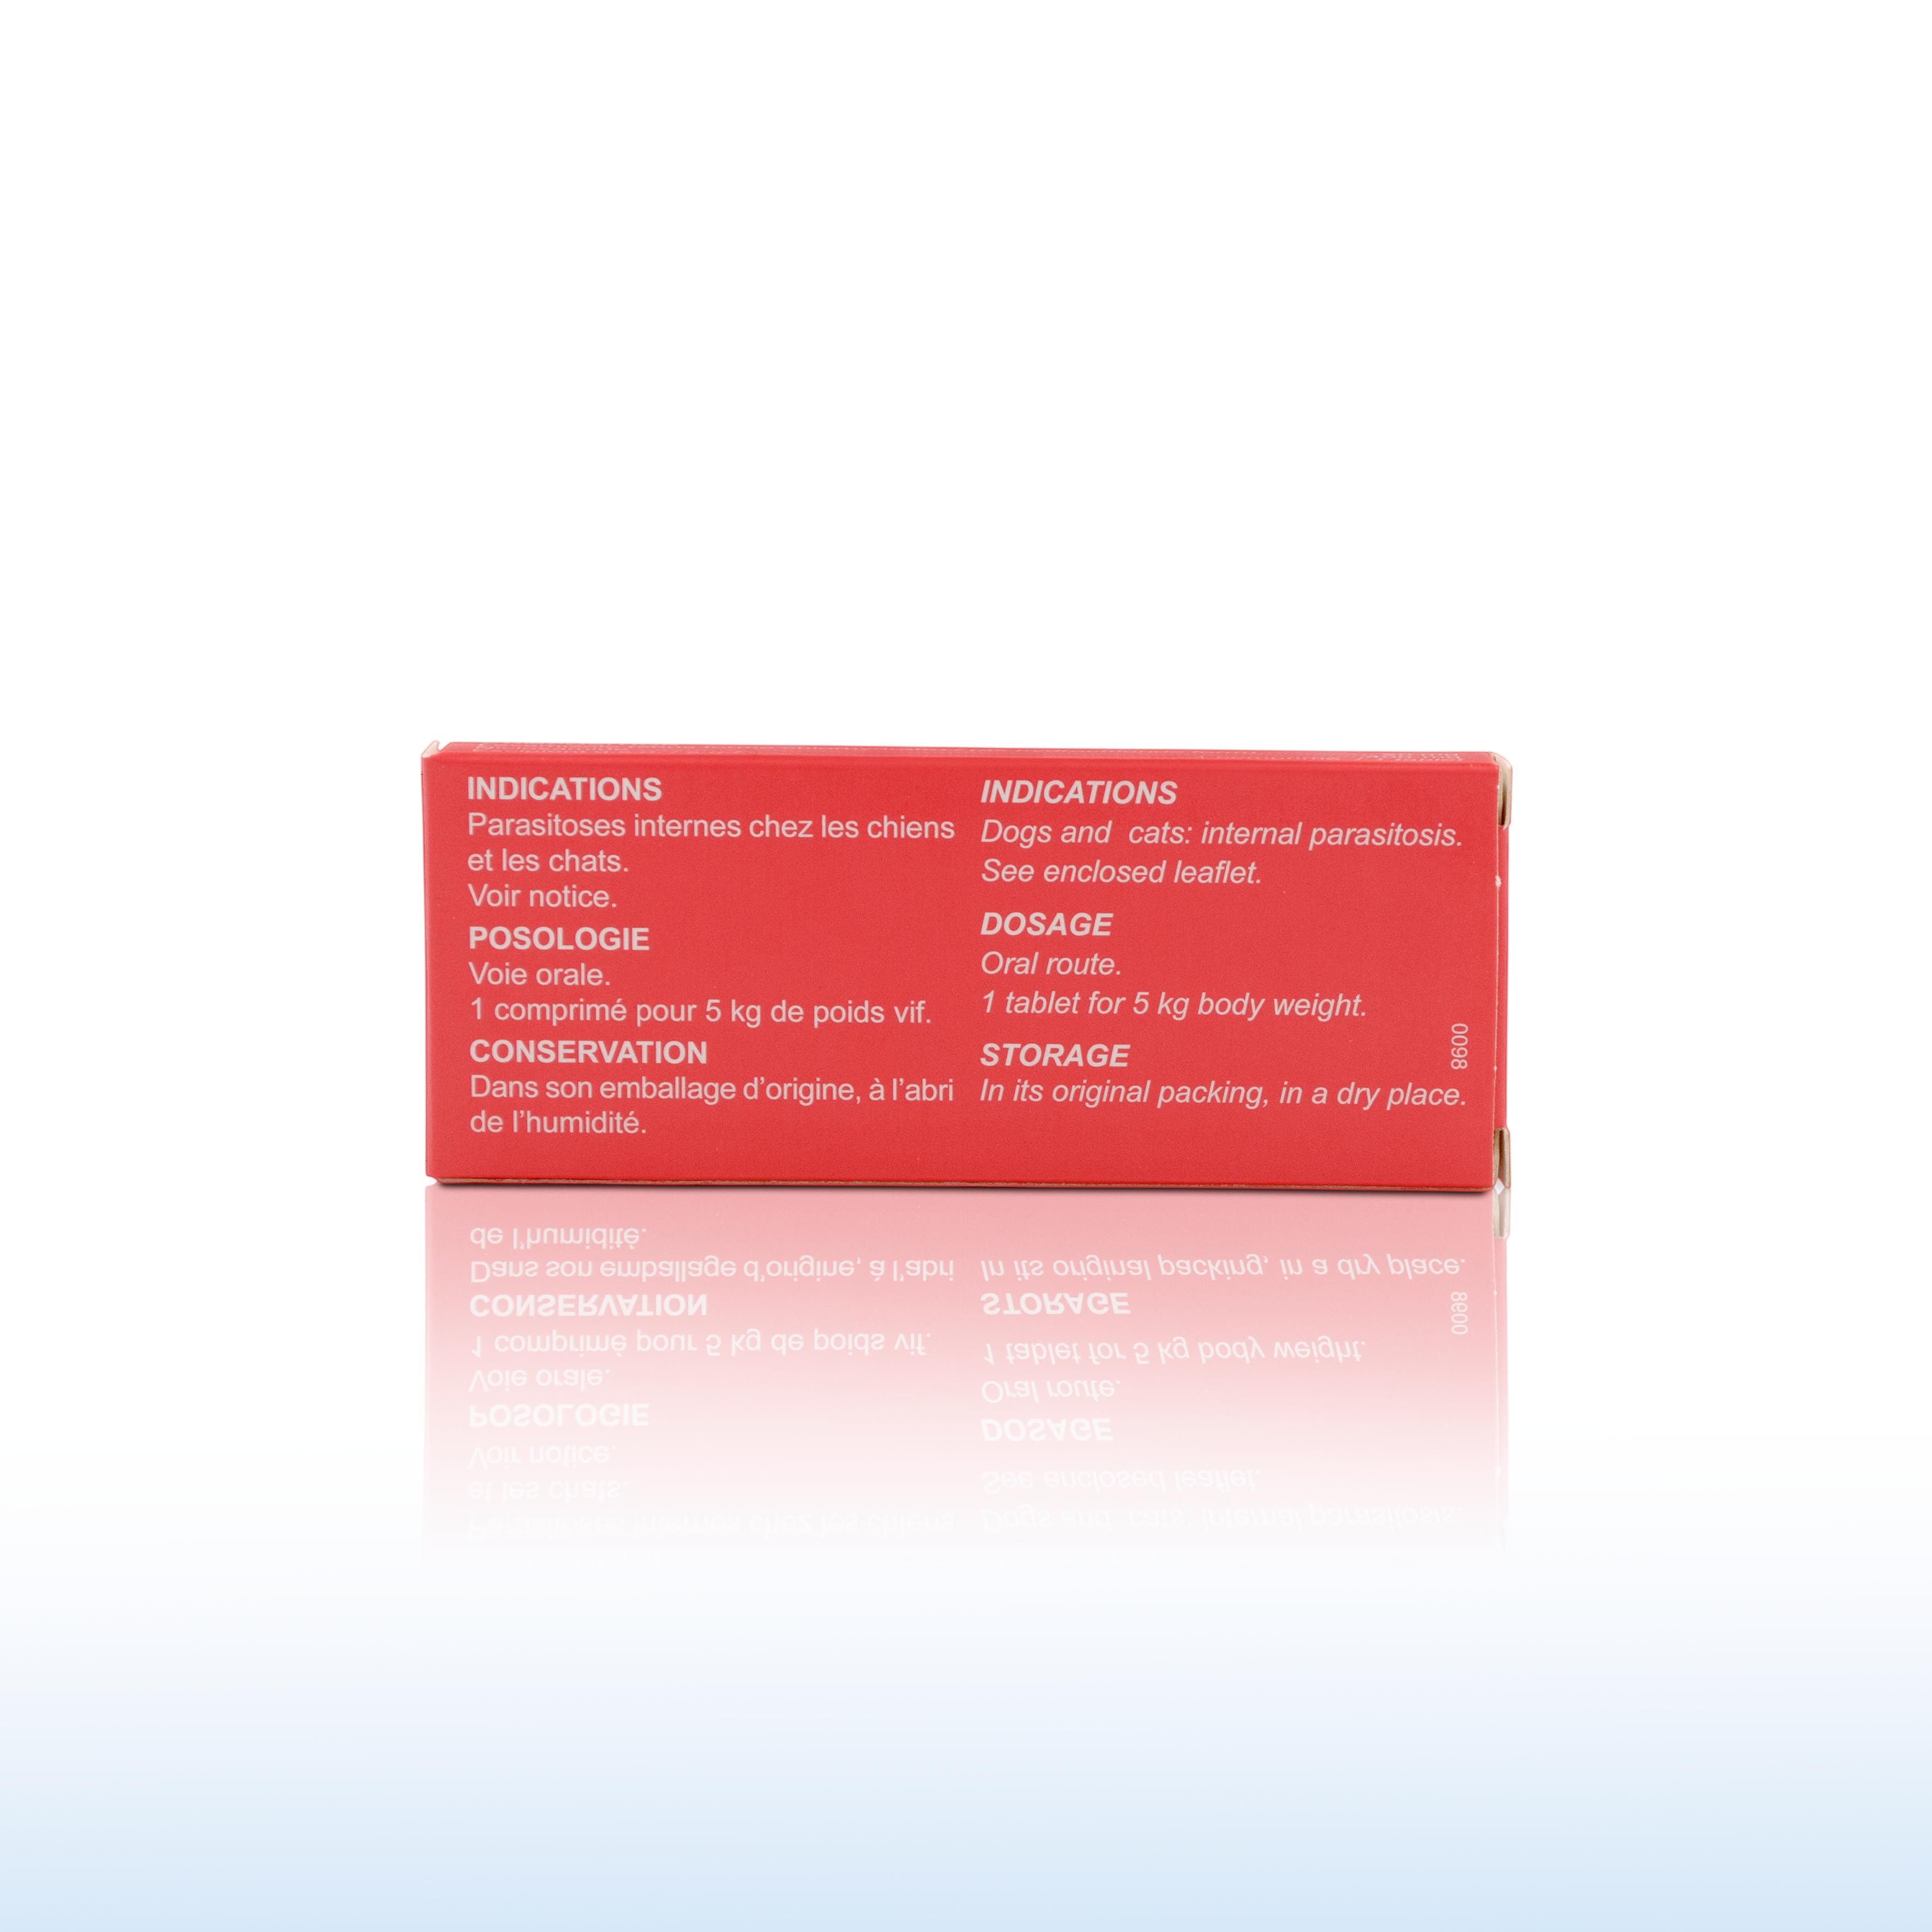 INDICATIONS
Parasitoses internes chez les chiens
et les chats.
Voir notice.
POSOLOGIE
Voie orale.
1 comprimé pour 5 kg de poids vif.
CONSERVATION
Dans son emballage d'origine, à l'abri
de l'humidité.
INDICATIONS
Dogs and  cats: internal parasitosis.
See enclosed leaflet.
DOSAGE
Oral route.
1 tablet for 5 kg body weight.
STORAGE
In its original packing, in a dry place.
0098